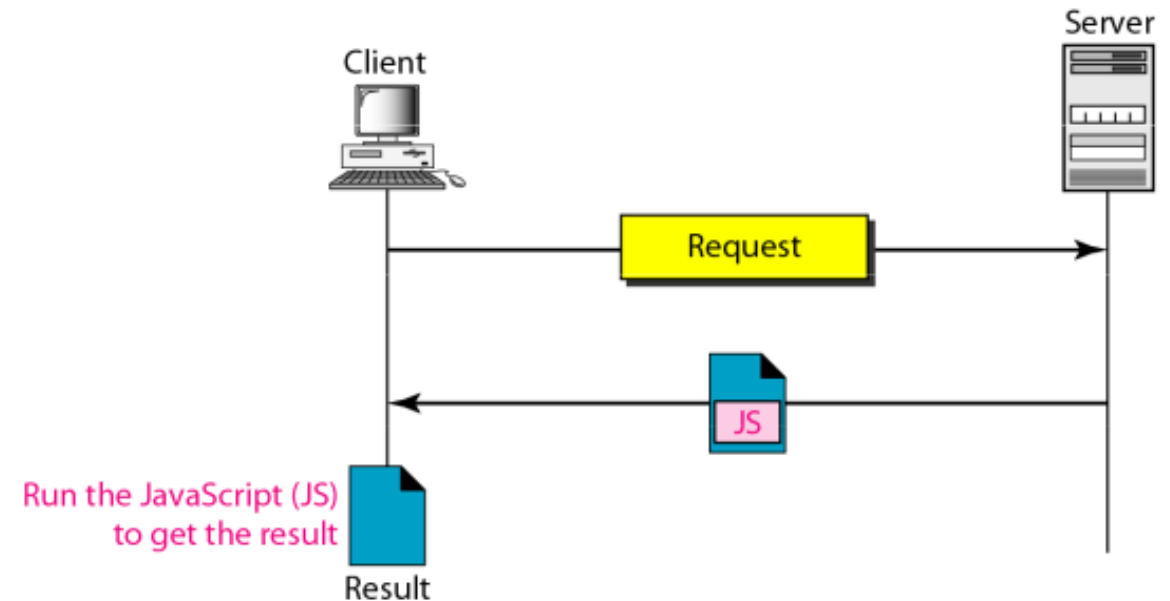 Server
Client
Request
JS
Run the JavaScript (JS)
to get the result
Result